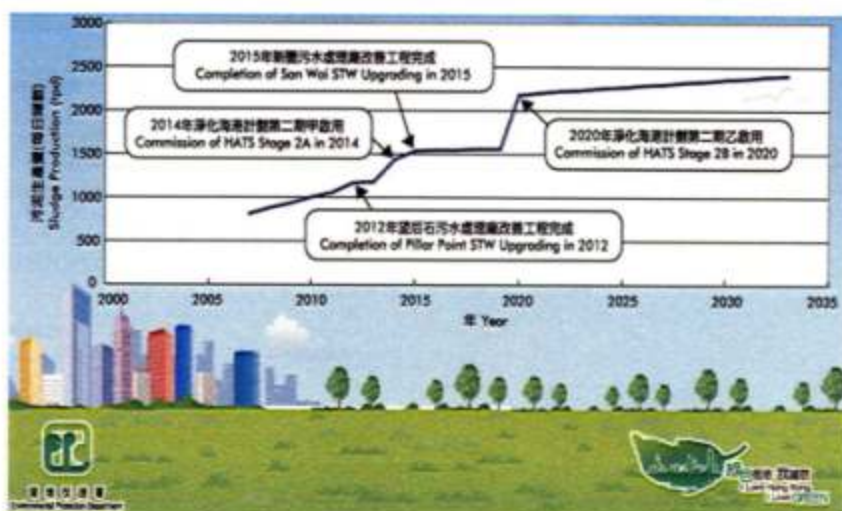 3000
2500
2000
1500
1000
500
0
污泥生產量(每日噸數)
Sludge Production (tpd)
2015年新圍污水處理廠改善工程完成
Completion of San Wai STW Upgrading in 2015
2014年淨化海港計劃第二期甲啟用
Commission of HATS Stage 2A in 2014
2020年淨化海港計劃第二期乙啟用
Commission of HATS Stage 2B in 2020
2012年望后石污水處理廠改善工程完成
Completion of Pillar Point STW Upgrading in 2012
2000 2005 2010 2015 2020 2025 2030 2035
年 Year
環境保護署
Environmental Protection Department
Hong Kong
GREEN